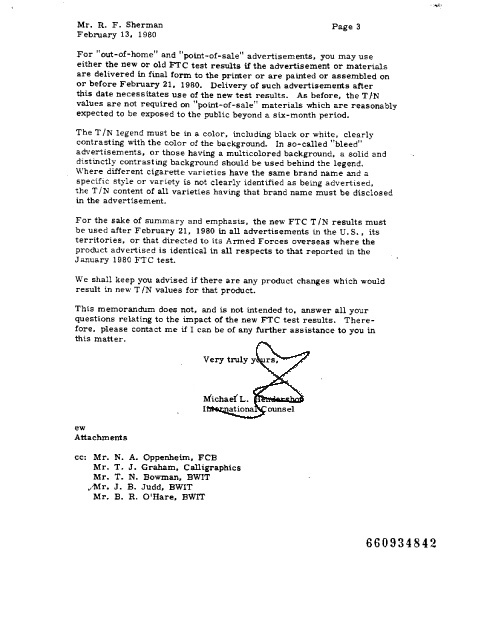 Mr. R. F. Sherman Page 3
February 13, 1980
For "out-of-home" and "point-of-sale" advertisements, you may use
either the new or old FTC test results if the advertisement or materials
are delivered in final form to the printer or are painted or assembled on
or before February 21, 1980. Delivery of such advertisements after
this date necessitates use of the new test results. As before, the T/N
values are not required on "point-of-sale" materials which are reasonably
expected to be exposed to the public beyond a six-month period.
The T/N legend must be in a color, including black or white, clearly
contrasting with the color of the background. In so-called "bleed"
advertisements, or those having a multicolored background, a solid and
distinctly contrasting background should be used behind the legend.
Where different cigarette varieties have the same brand name and a
specific style or variety is not clearly identified as being advertised,
the T/N content of all varieties having that brand name must be disclosed
in the advertisement.
For the sake of summary and emphasis, the new FTC T/N results must
be used after February 21, 1980 in all advertisements in the U.S., its
territories, or that directed to its Armed Forces overseas where the
product advertised is identical in all respects to that reported in the
January 1980 FTC test.
We shall keep you advised if there are any product changes which would
result in new T/N values for that product.
This memorandum does not, and is not intended to, answer all your
questions relating to the impact of the new FTC test results. There-
fore, please contact me if I can be of any further assistance to you in
this matter.
Very truly yours,
Michael L. Hendershot
International Counsel
ew
Attachments
cc: Mr. N. A. Oppenheim, FCB
Mr. T. J. Graham, Calligraphics
Mr. T. N. Bowman, BWIT
Mr. J. B. Judd, BWIT
Mr. B. R. O'Hare, BWIT
660934842